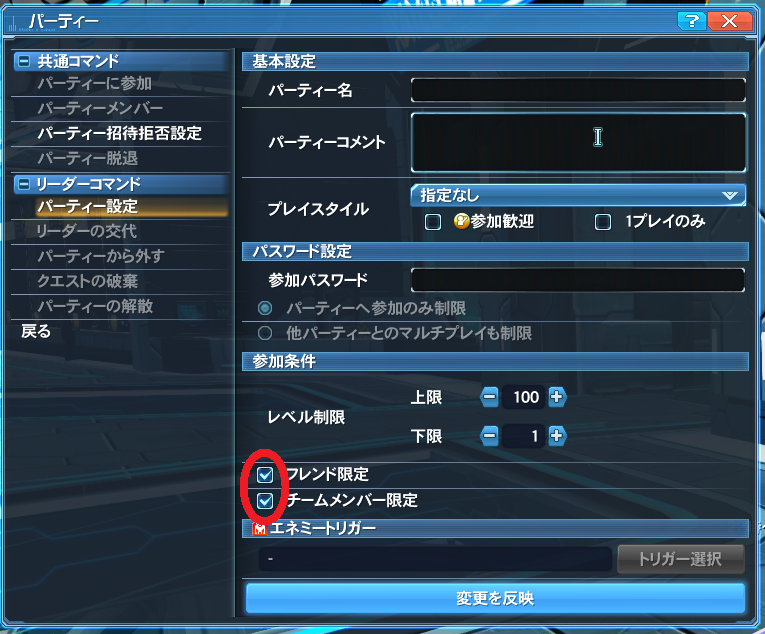 パーティー
?
共通コマンド
パーティーに参加
パーティーメンバー
パーティー招待拒否設定
パーティー脱退
リーダーコマンド
パーティー設定
リーダーの交代
パーティーから外す
クエストの破棄
パーティーの解散
戻る
基本設定
パーティー名
パーティーコメント
プレイスタイル
指定なし
参加歓迎
1プレイのみ
パスワード設定
参加パスワード
パーティーへ参加のみ制限
他パーティーとのマルチプレイも制限
参加条件
レベル制限
上限 100
下限 1
フレンド限定
チームメンバー限定
エネミートリガー
- トリガー選択
変更を反映